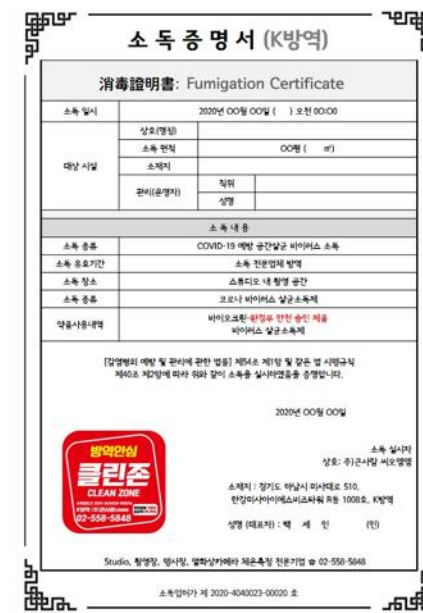 소 독 증 명 서 (K방역)
消毒證明書: Fumigation Certificate
소독 일시 2020년 OO월 OO일 ( ) 오전 OO:OO
대상 시설
상호(명칭)
소독 면적 OO평 ( ㎡)
소재지
관리(운영자)
직위
성명
소 독 내 용
소독 종류 COVID-19 예방 공간살균 바이러스 소독
소독 유효기간 소독 전문업체 방역
소독 장소 스튜디오 내 촬영 공간
소독 종류 코로나 바이러스 살균소독제
약품사용내역 바이오크린-환경부 안전 승인 제품
바이러스 살균소독제
[감염병의 예방 및 관리에 관한 법률] 제54조 제1항 및 같은 법 시행규칙
제40조 제2항에 따라 위와 같이 소독을 실시하였음을 증명합니다.
2020년 OO월 OO일
소독 실시자
상호: 주)큰사람 씨오엠엠
소재지 : 경기도 하남시 미사대로 510,
한강미사아이에스비즈타워 R동 1008호, K방역
성명 (대표자) : 백 세 인 (인)
방역안심
클린존
CLEAN ZONE
02-558-5848
Studio, 촬영장, 행사장, 열화상카메라 체온측정 전문기업 ☎ 02-558-5848
소독업허가 제 2020-4040023-00020 호